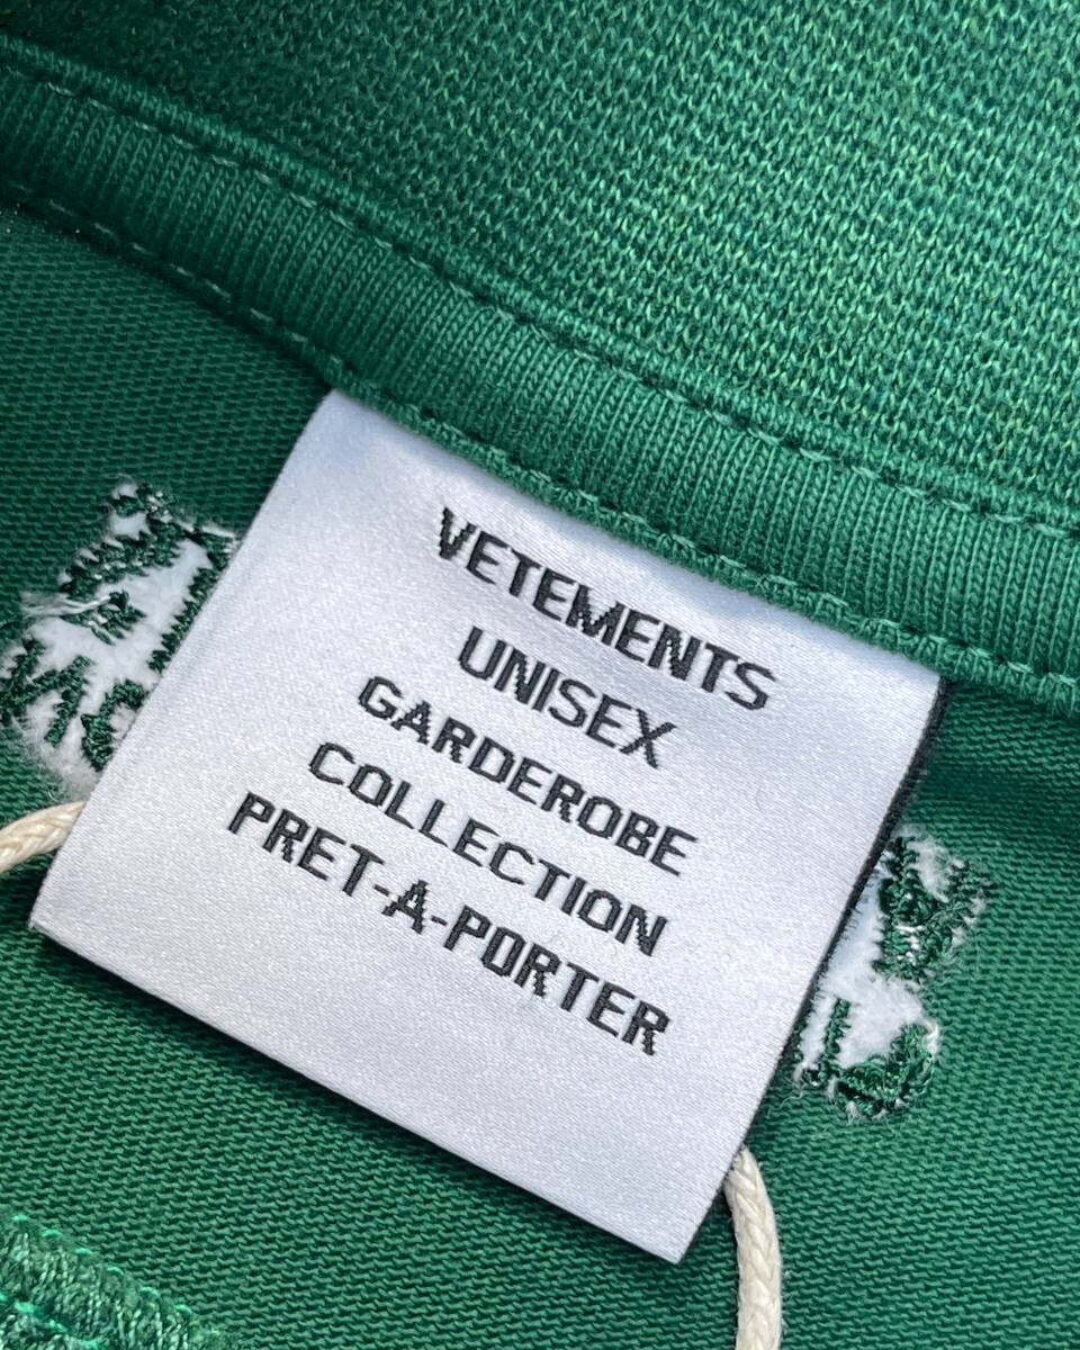 VETEMENTS
UNISEX
GARDEROBE
COLLECTION
PRET-A-PORTER